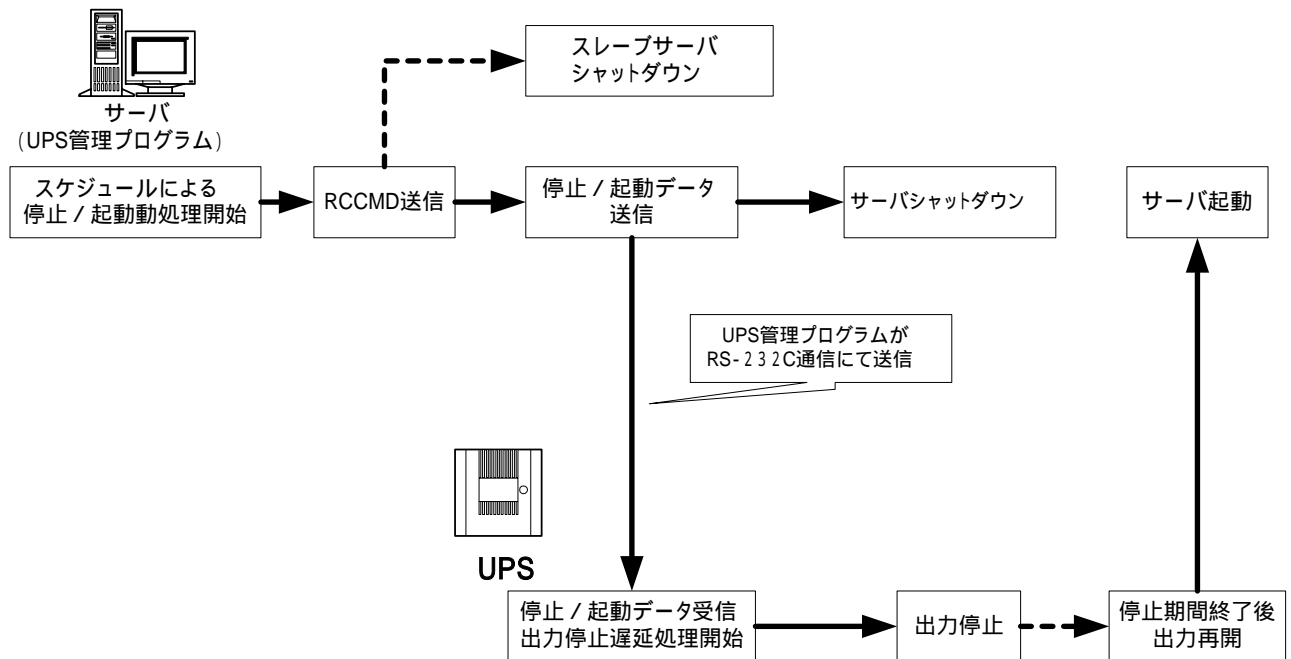 スレーブサーバ
シャットダウン
サーバ
(UPS管理プログラム)
スケジュールによる
停止 / 起動動処理開始
RCCMD送信
停止 / 起動データ
送信
サーバシャットダウン
サーバ起動
UPS管理プログラムが
RS-232C通信にて送信
UPS
停止 / 起動データ受信
出力停止遅延処理開始
出力停止
停止期間終了後
出力再開